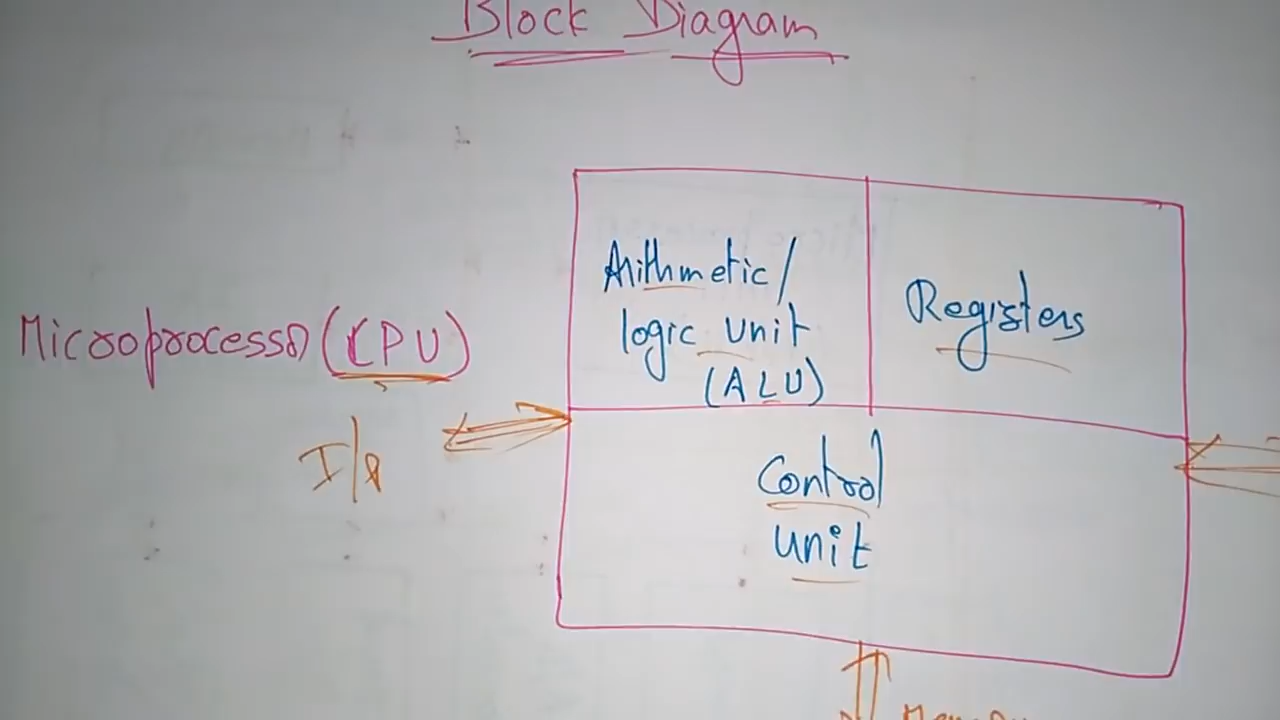 Block Diagram
Arithmetic/
logic unit
(ALU)
Registers
Microprocessor (CPU)
Control
unit